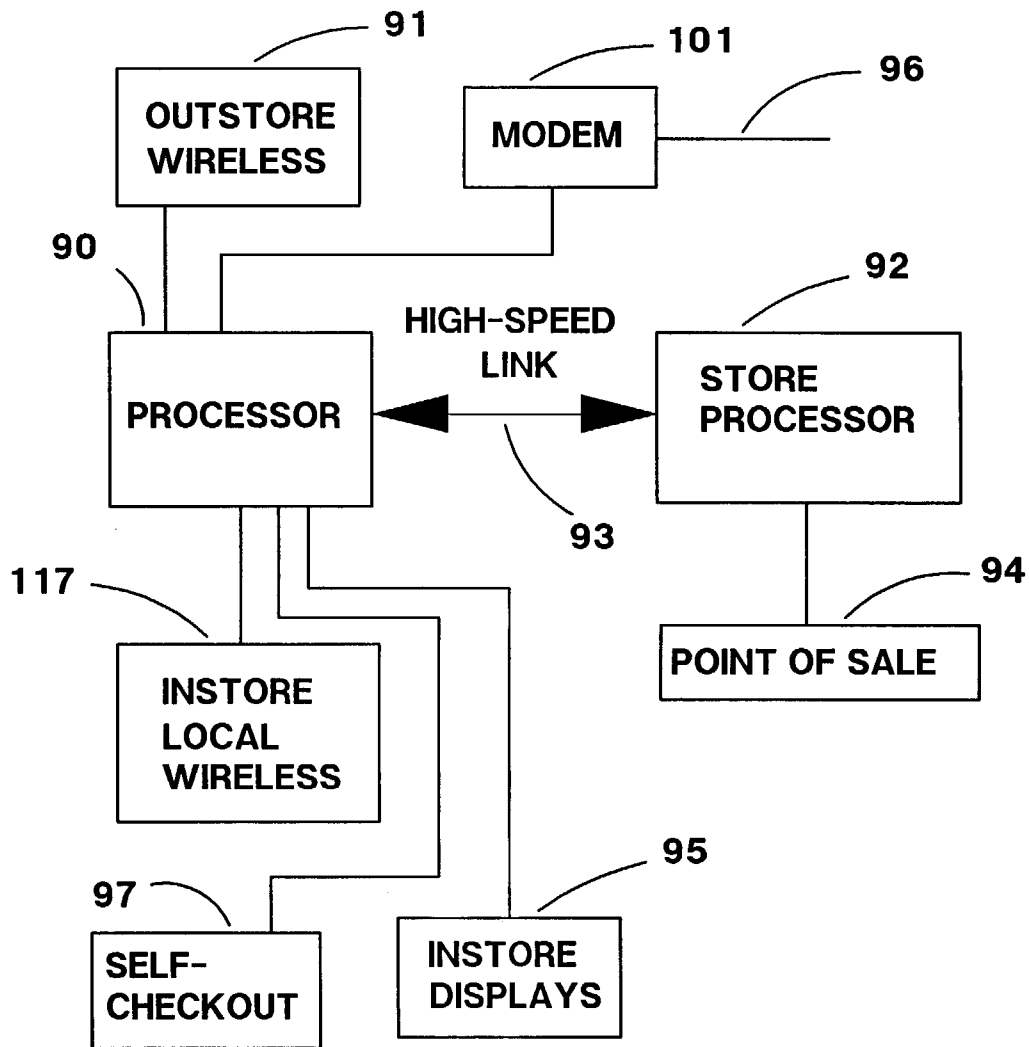 91
101
96
OUTSTORE
WIRELESS
MODEM
90
92
HIGH-SPEED
LINK
PROCESSOR
STORE
PROCESSOR
93
117
94
POINT OF SALE
INSTORE
LOCAL
WIRELESS
95
97
SELF-
CHECKOUT
INSTORE
DISPLAYS